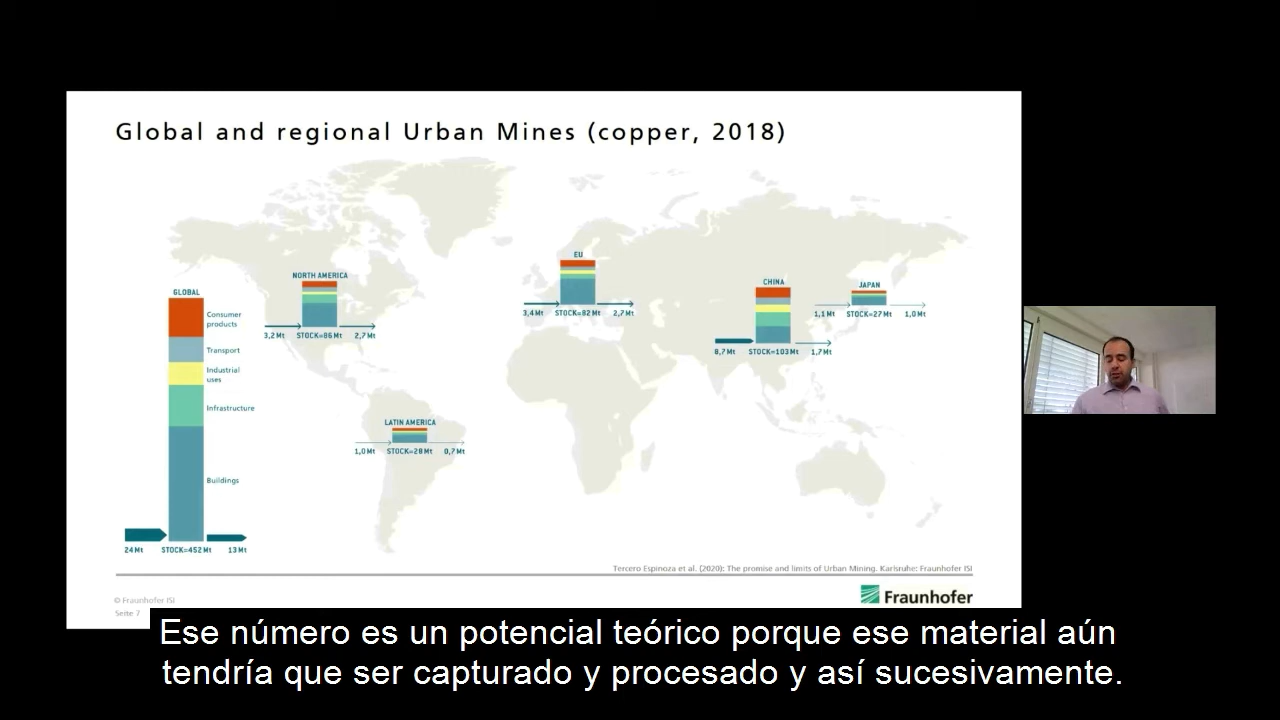 Global and regional Urban Mines (copper, 2018)
GLOBAL
Consumer
products
Transport
Industrial
uses
Infrastructure
Buildings
24 Mt STOCK=452 Mt 13 Mt
NORTH AMERICA
3,2 Mt STOCK=86 Mt 2,7 Mt
LATIN AMERICA
1,0 Mt STOCK=28 Mt 0,7 Mt
EU
3,4 Mt STOCK=82 Mt 2,7 Mt
CHINA
8,7 Mt STOCK=103 Mt 1,7 Mt
JAPAN
1,1 Mt STOCK=27 Mt 1,0 Mt
Tercero Espinoza et al. (2020): The promise and limits of Urban Mining. Karlsruhe: Fraunhofer ISI
© Fraunhofer ISI
Seite 7
Fraunhofer
Ese número es un potencial teórico porque ese material aún
tendría que ser capturado y procesado y así sucesivamente.